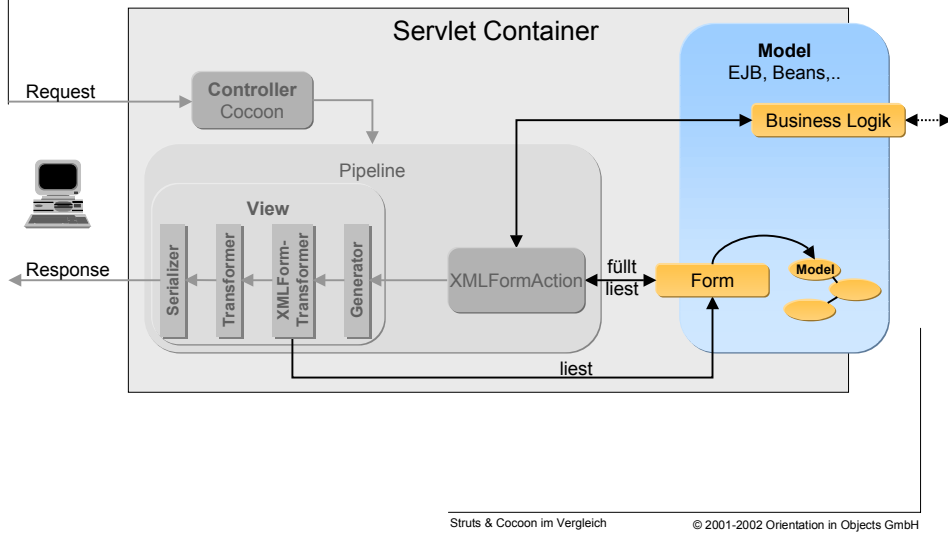 Servlet Container
Model
EJB, Beans,..
Request
Controller
Cocoon
Business Logik
Pipeline
View
Serializer
Transformer
XMLForm-
Transformer
Generator
Response
XMLFormAction
füllt
liest
Form
Model
liest
Struts & Cocoon im Vergleich
© 2001-2002 Orientation in Objects GmbH